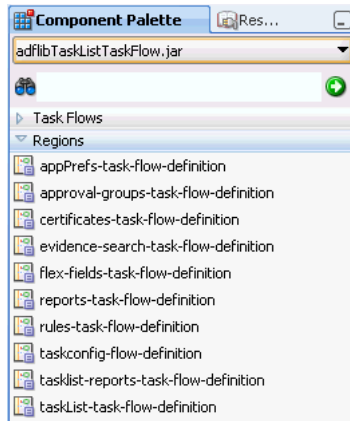 Component Palette
Res...
adflibTaskListTaskFlow.jar
Task Flows
Regions
appPrefs-task-flow-definition
approval-groups-task-flow-definition
certificates-task-flow-definition
evidence-search-task-flow-definition
flex-fields-task-flow-definition
reports-task-flow-definition
rules-task-flow-definition
taskconfig-flow-definition
tasklist-reports-task-flow-definition
taskList-task-flow-definition